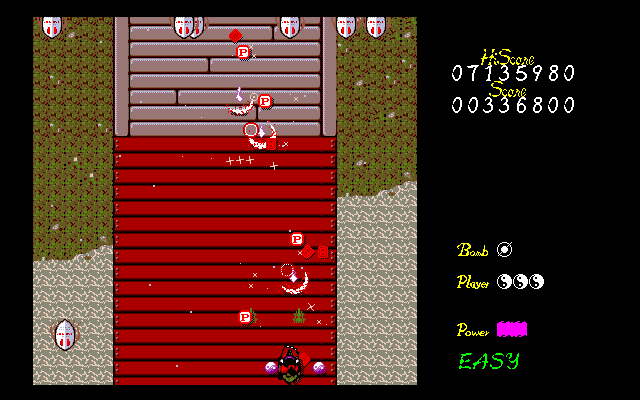 HiScore
07135980
Score
00336800
P
P
P
P
Bomb
Player
Power
EASY